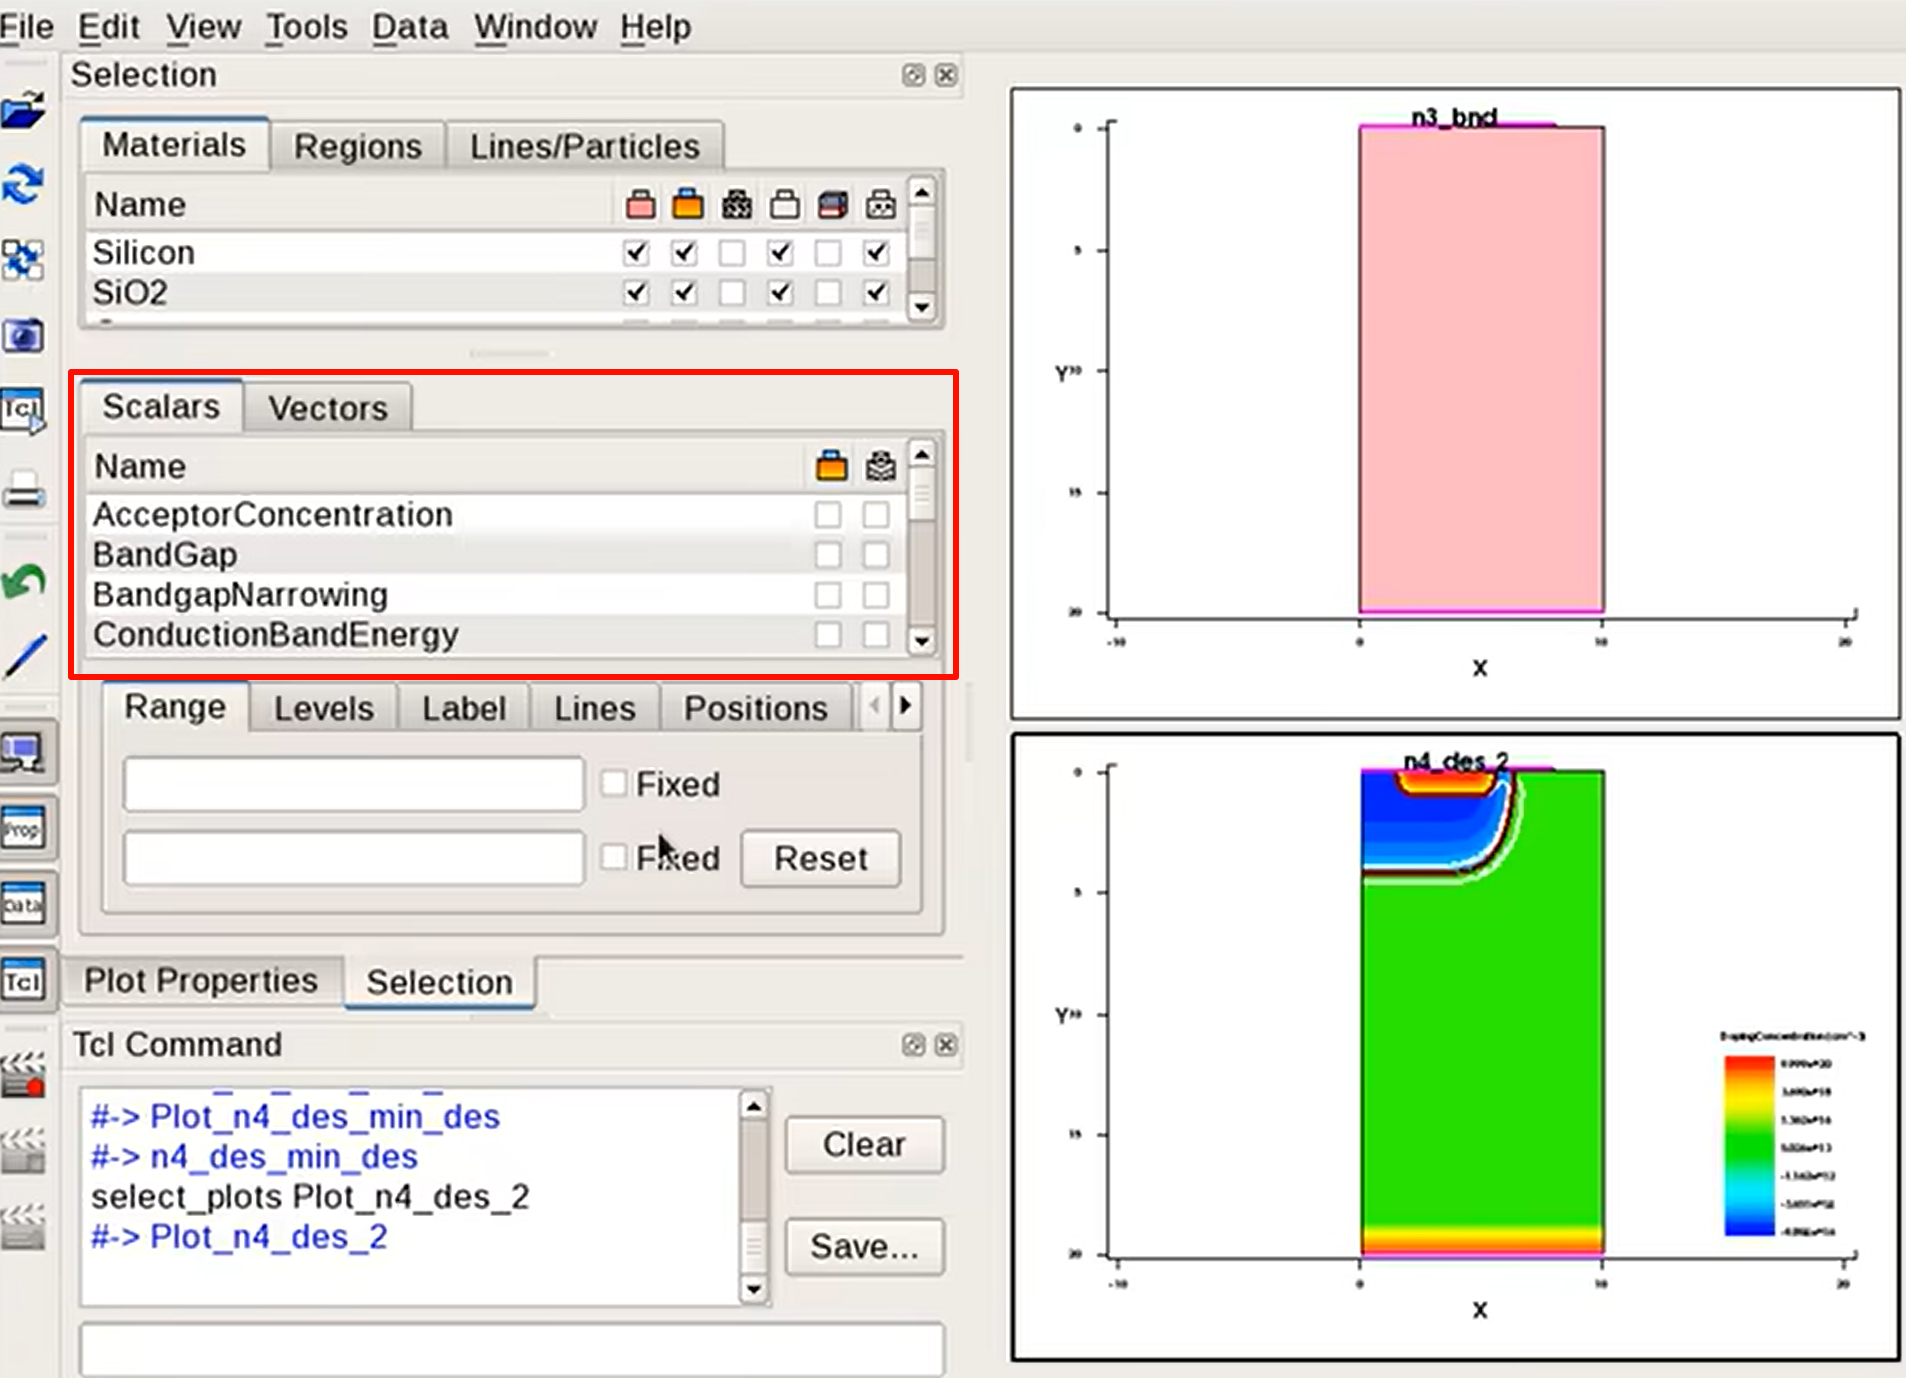 File Edit View Tools Data Window Help
Selection
Materials Regions Lines/Particles
Name
Silicon
SiO2
Scalars Vectors
Name
AcceptorConcentration
BandGap
BandgapNarrowing
ConductionBandEnergy
Range Levels Label Lines Positions
Fixed
Fixed Reset
Plot Properties Selection
Tcl Command
#-> Plot_n4_des_min_des
#-> n4_des_min_des
select_plots Plot_n4_des_2
#-> Plot_n4_des_2
Clear
Save...
Tcl
Prop
Data
Tcl
n3_bnd
0
5
Y 10
15
20
-10 0 10 20
X
n4_des_2
0
5
Y 10
15
20
-10 0 10 20
X
DopingConcentration (cm^-3)